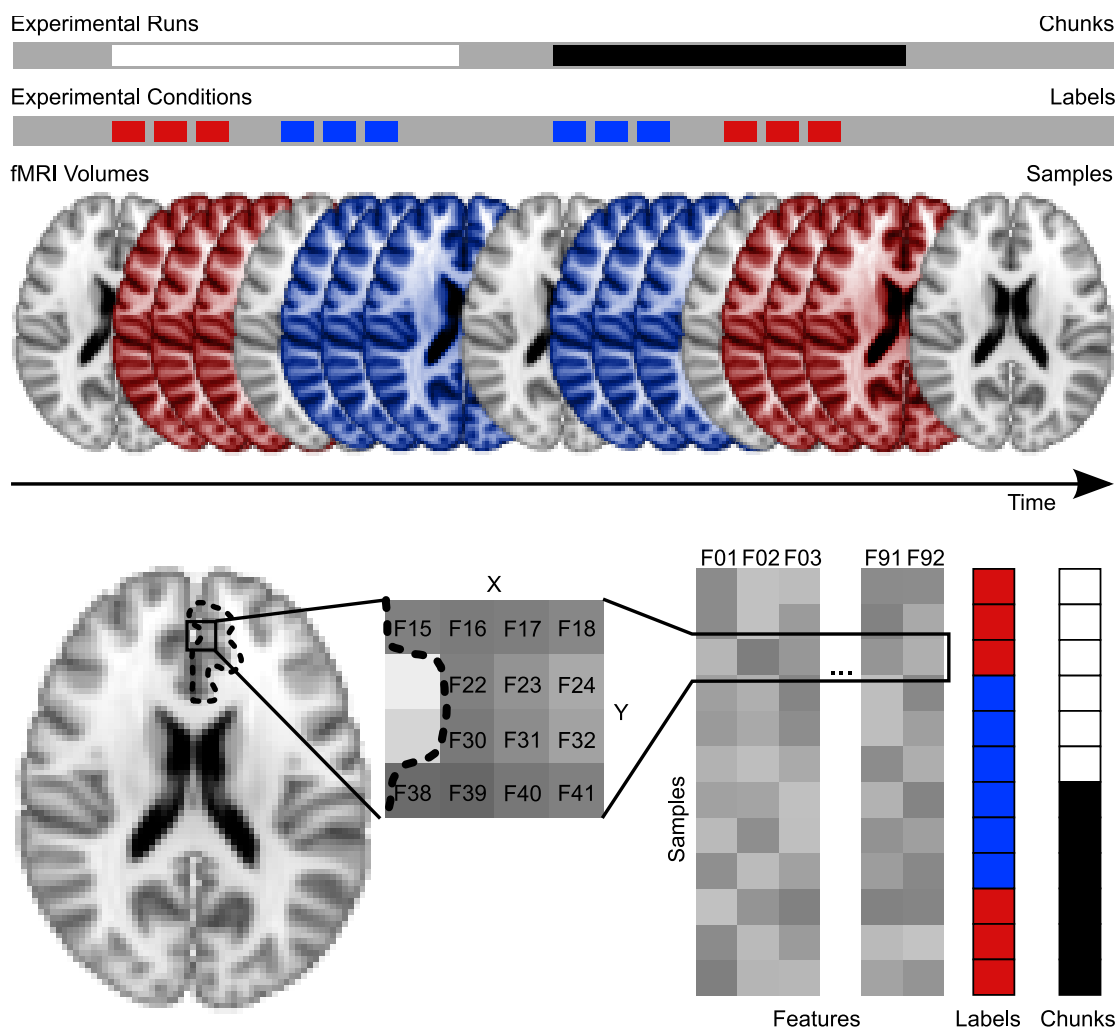 Experimental Runs Chunks
Experimental Conditions Labels
fMRI Volumes Samples
Time
F01 F02 F03 F91 F92
X
F15 F16 F17 F18
F22 F23 F24
Y
F30 F31 F32
F38 F39 F40 F41
...
Samples
Features Labels Chunks